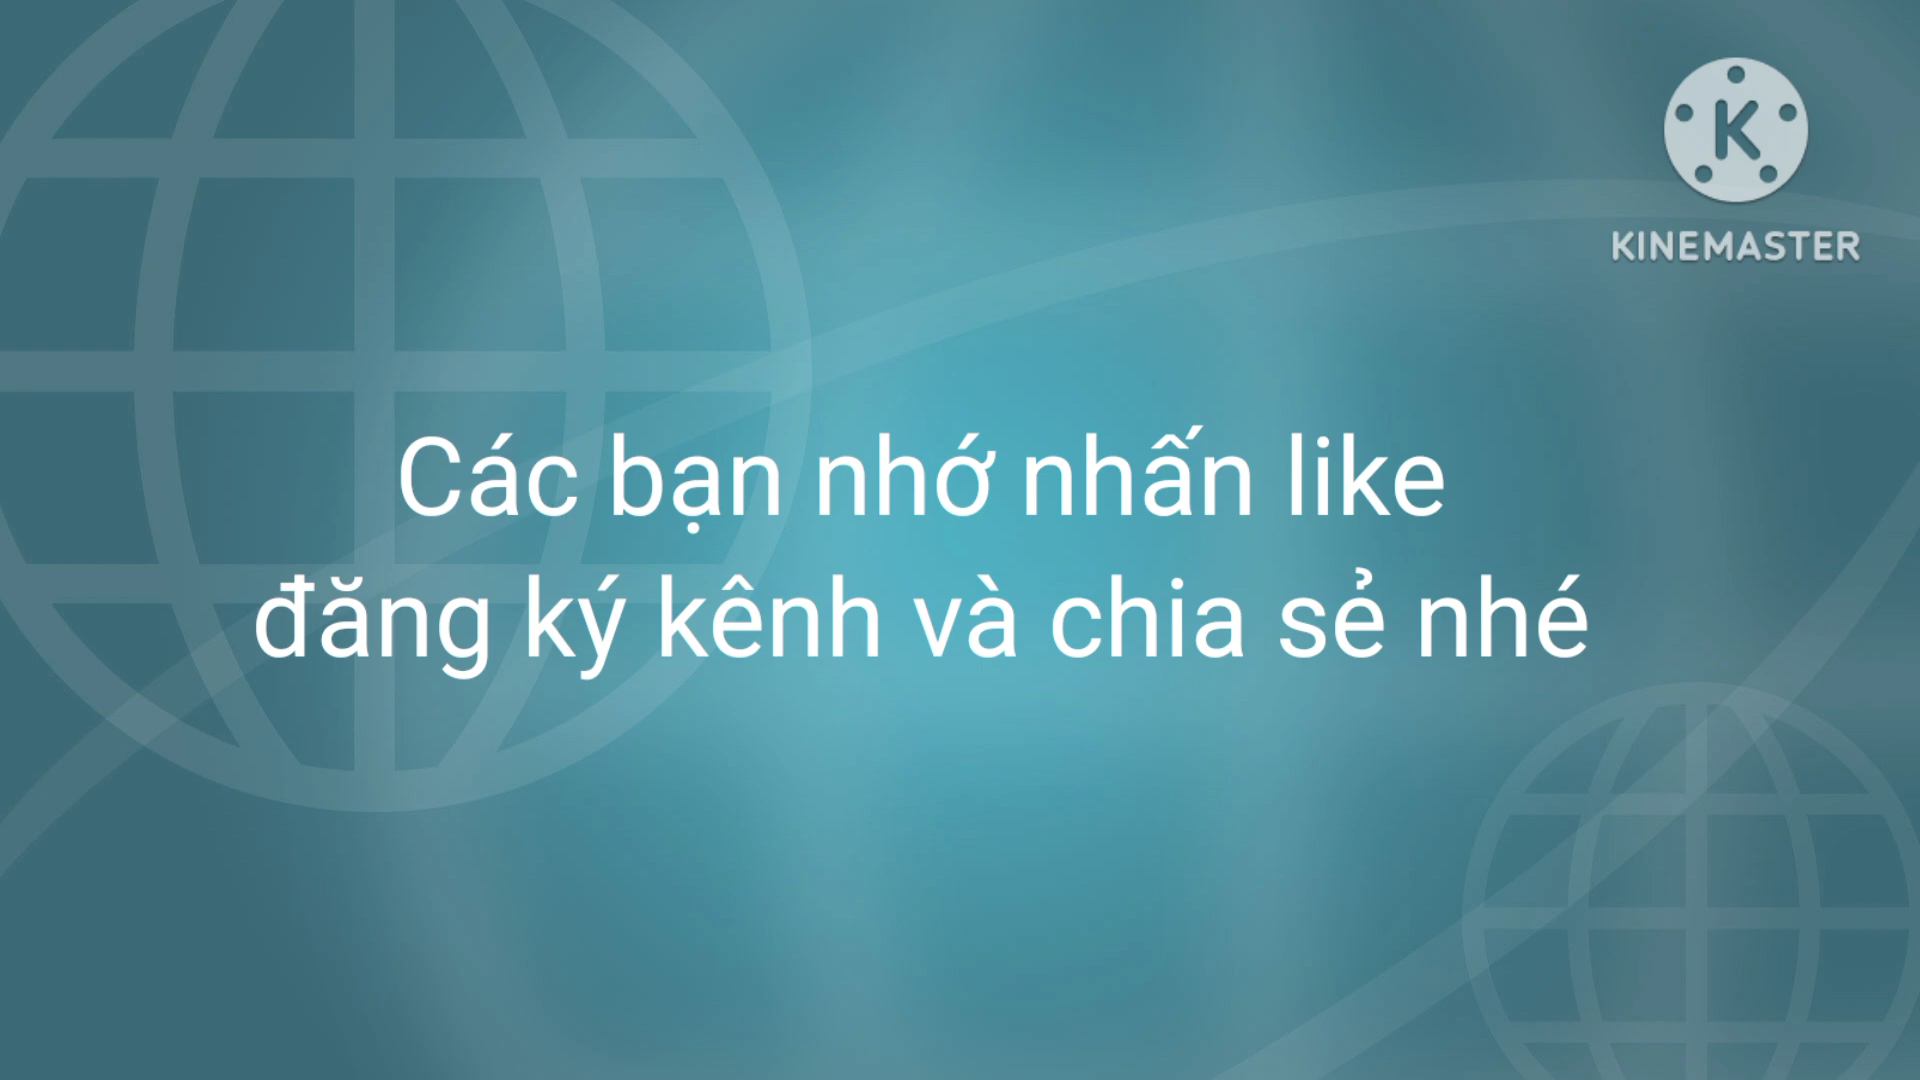 K
KINEMASTER
Các bạn nhớ nhấn like
đăng ký kênh và chia sẻ nhé